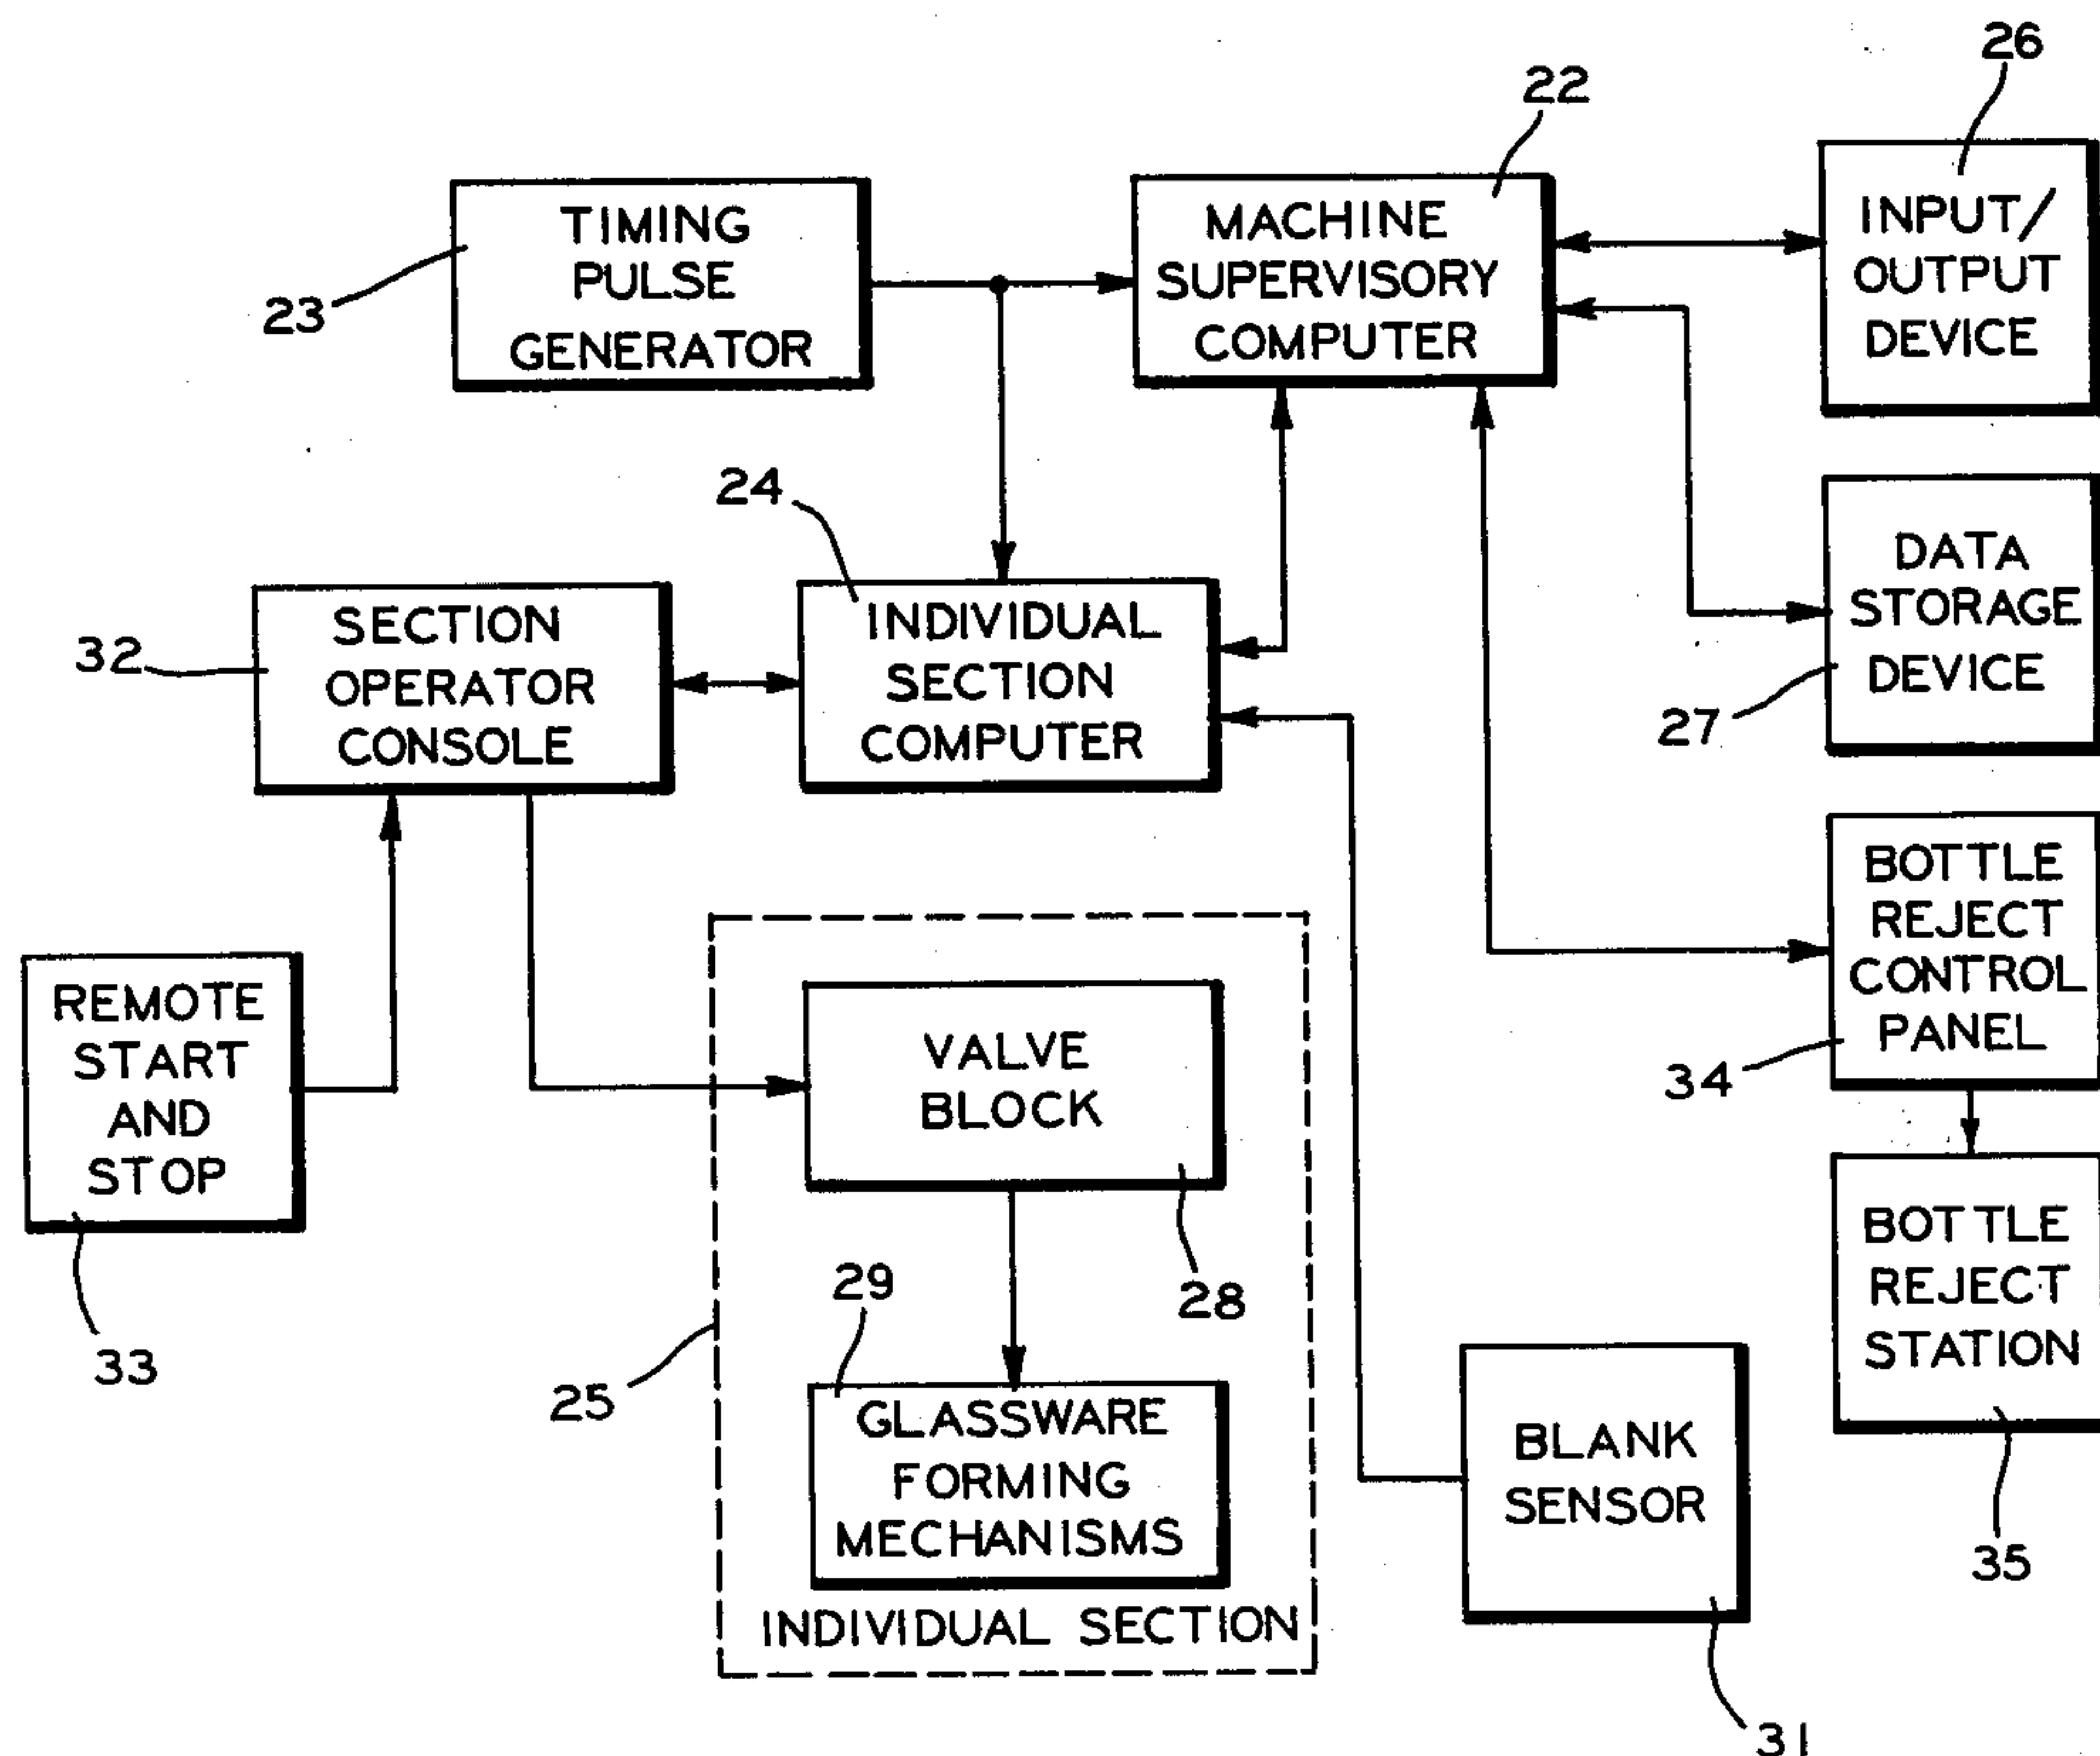 26
22
TIMING
PULSE
GENERATOR
23
MACHINE
SUPERVISORY
COMPUTER
INPUT/
OUTPUT
DEVICE
24
32
SECTION
OPERATOR
CONSOLE
INDIVIDUAL
SECTION
COMPUTER
DATA
STORAGE
DEVICE
27
BOTTLE
REJECT
CONTROL
PANEL
34
REMOTE
START
AND
STOP
33
VALVE
BLOCK
28
29
25
GLASSWARE
FORMING
MECHANISMS
INDIVIDUAL SECTION
BLANK
SENSOR
31
BOTTLE
REJECT
STATION
35